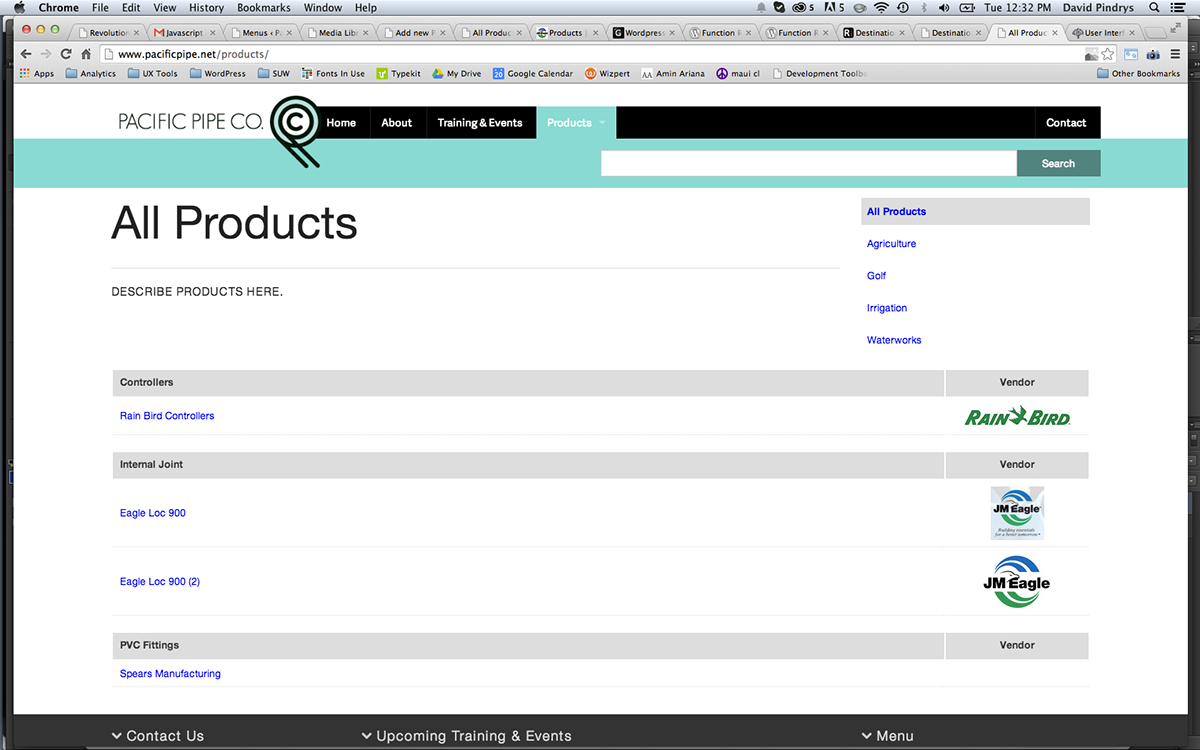 Chrome File Edit View History Bookmarks Window Help 5 5 Tue 12:32 PM David Pindrys
Revolution Javascript Menus ‹ P Media Lib Add new P All Produc Products Wordpress Function R Function R Destinatio Destinatio All Produc User Interf
www.pacificpipe.net/products/
Apps Analytics UX Tools WordPress SUW Fonts In Use Typekit My Drive 20 Google Calendar Wizpert Amin Ariana maui cl Development Toolb Other Bookmarks
PACIFIC PIPE CO. Home About Training & Events Products Contact
Search
All Products
All Products
Agriculture
Golf
Irrigation
Waterworks
DESCRIBE PRODUCTS HERE.
Controllers Vendor
Rain Bird Controllers RAIN BIRD
Internal Joint Vendor
Eagle Loc 900 JM Eagle
Building essentials
for a better tomorrow
Eagle Loc 900 (2) JM Eagle
PVC Fittings Vendor
Spears Manufacturing
Contact Us Upcoming Training & Events Menu